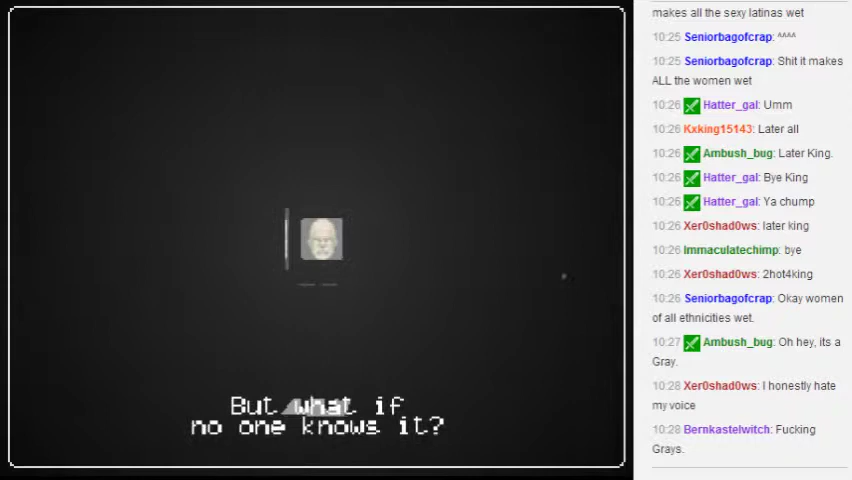 But what if
no one knows it?
makes all the sexy latinas wet
10:25 Seniorbagofcrap: ^^^^
10:25 Seniorbagofcrap: Shit it makes
ALL the women wet
10:26 Hatter_gal: Umm
10:26 Kxking15143: Later all
10:26 Ambush_bug: Later King.
10:26 Hatter_gal: Bye King
10:26 Hatter_gal: Ya chump
10:26 Xer0shad0ws: later king
10:26 Immaculatechimp: bye
10:26 Xer0shad0ws: 2hot4king
10:26 Seniorbagofcrap: Okay women
of all ethnicities wet.
10:27 Ambush_bug: Oh hey, its a
Gray.
10:28 Xer0shad0ws: I honestly hate
my voice
10:28 Bernkastelwitch: Fucking
Grays.